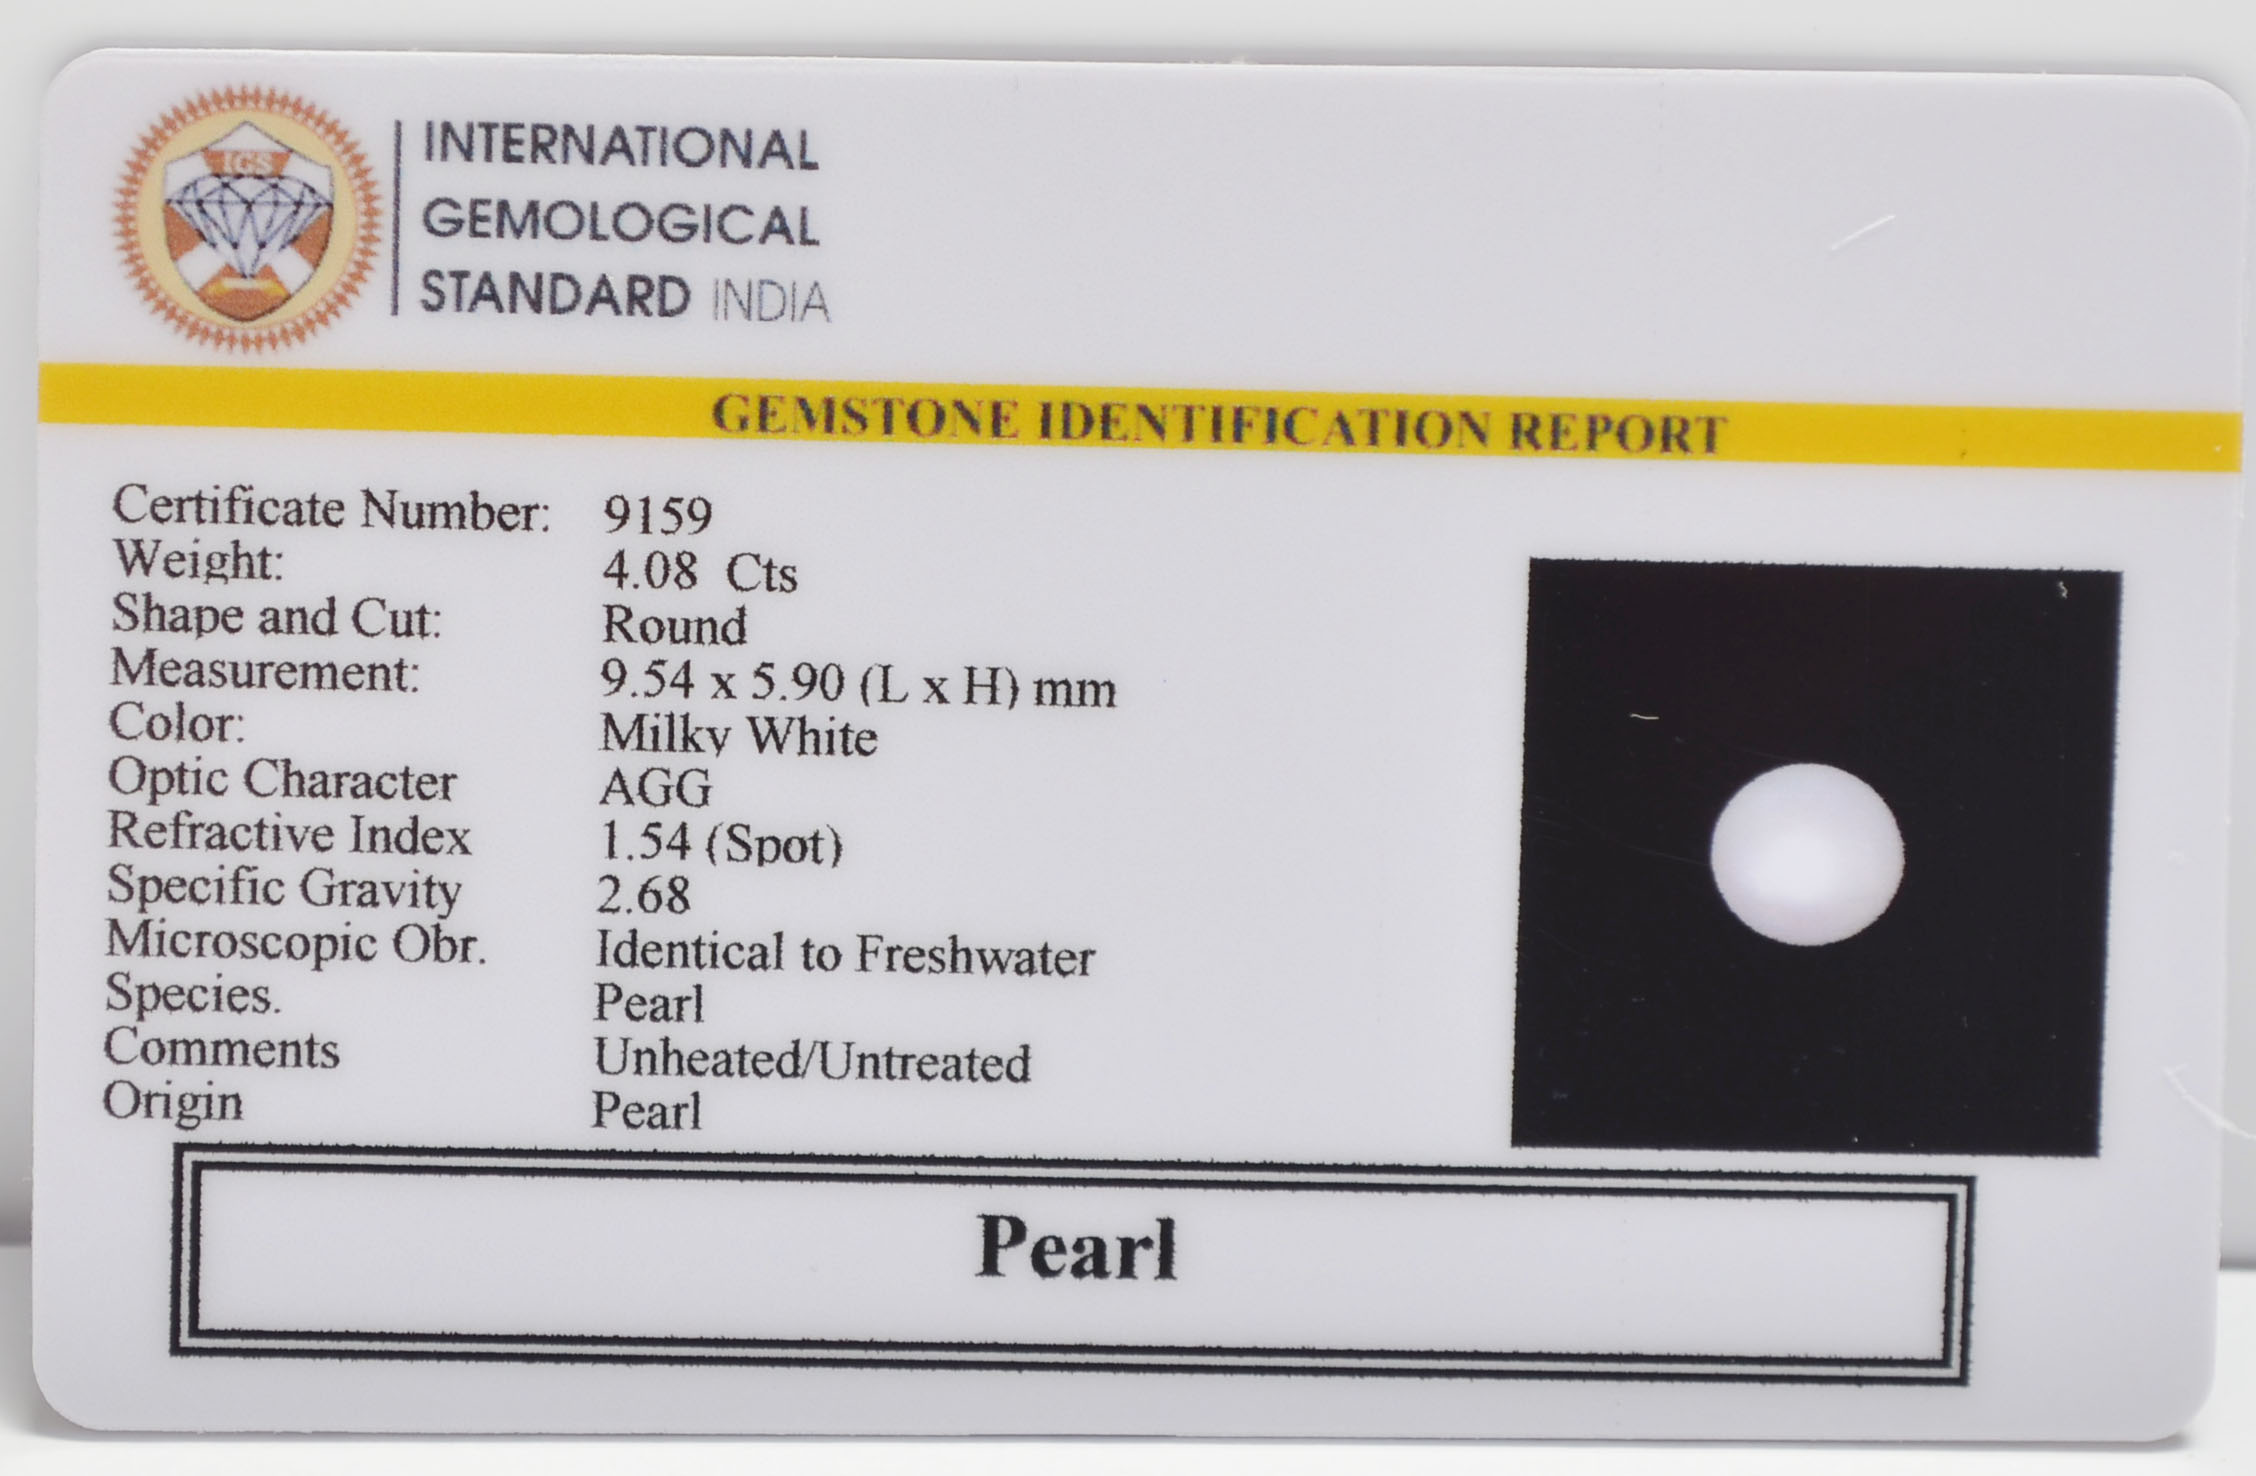 IGS
INTERNATIONAL
GEMOLOGICAL
STANDARD INDIA
GEMSTONE IDENTIFICATION REPORT
Certificate Number: 9159
Weight: 4.08 Cts
Shape and Cut: Round
Measurement: 9.54 x 5.90 (L x H) mm
Color: Milky White
Optic Character AGG
Refractive Index 1.54 (Spot)
Specific Gravity 2.68
Microscopic Obr. Identical to Freshwater
Species. Pearl
Comments Unheated/Untreated
Origin Pearl
Pearl